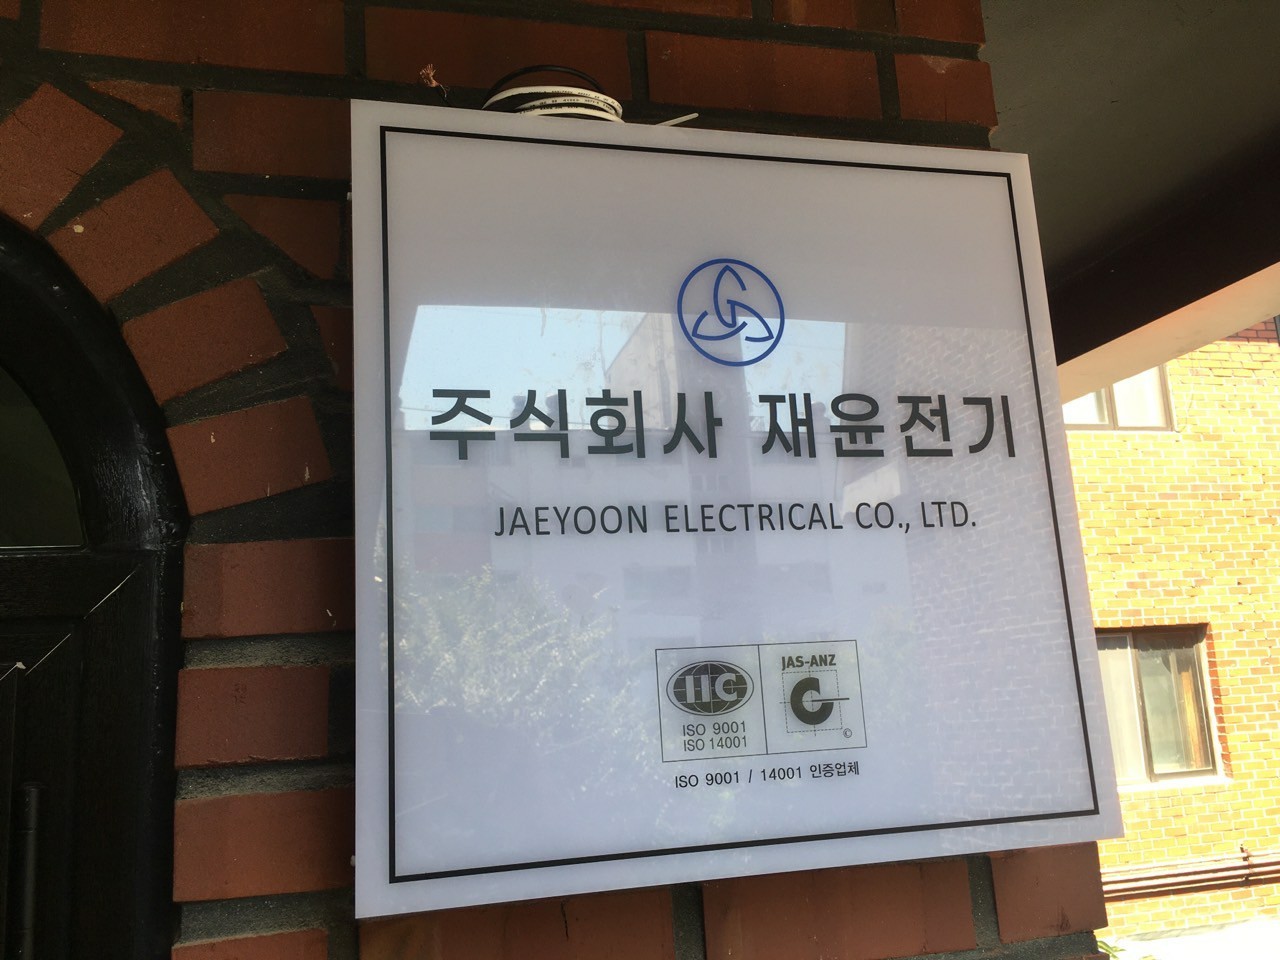 주식회사 재윤전기
JAEYOON ELECTRICAL CO., LTD.
IIC
ISO 9001
ISO 14001
JAS-ANZ
©
ISO 9001 / 14001 인증업체